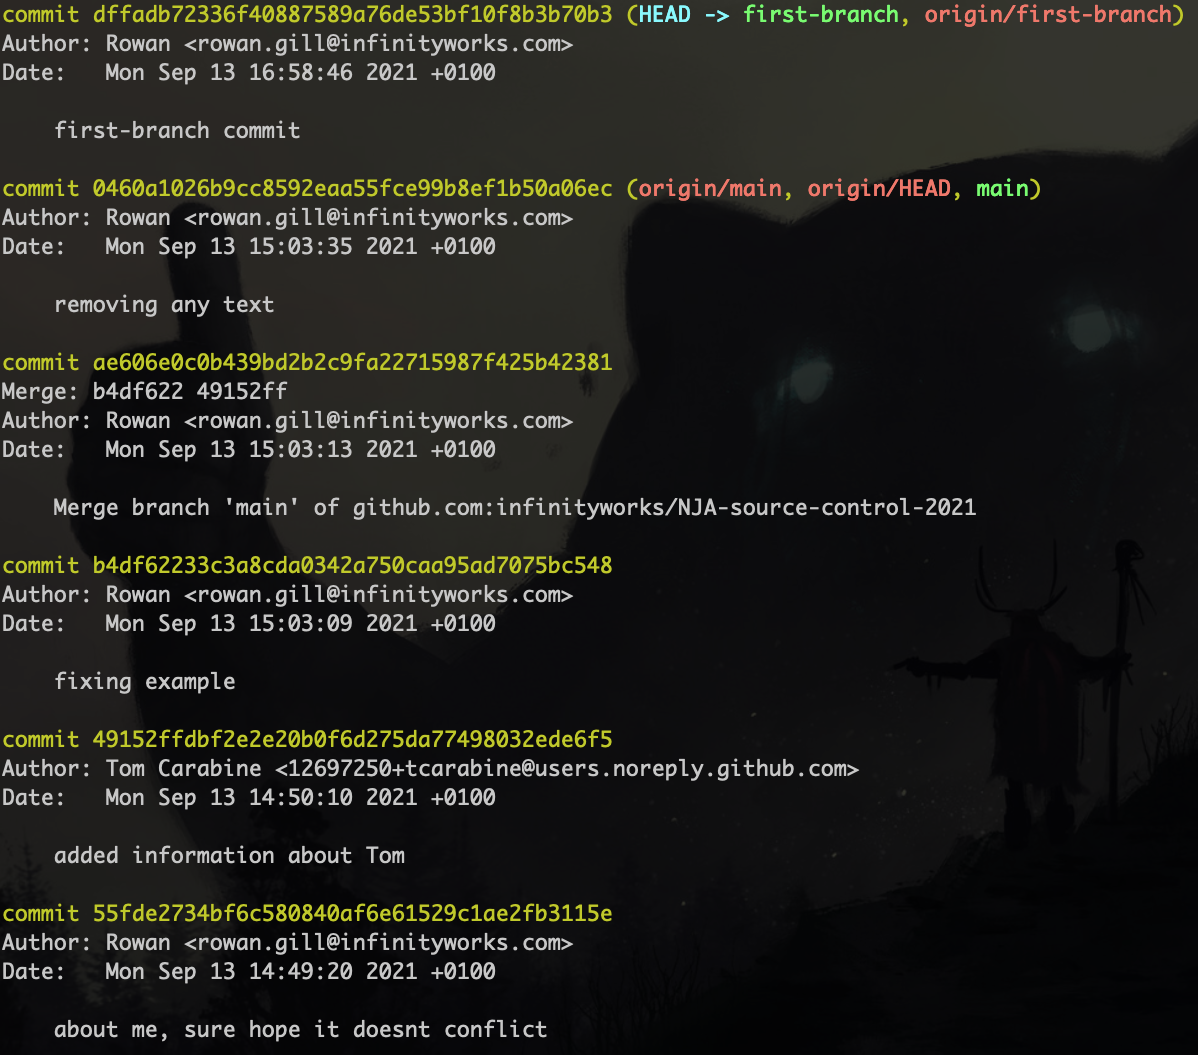 commit dffadb72336f40887589a76de53bf10f8b3b70b3 (HEAD -> first-branch, origin/first-branch)
Author: Rowan <rowan.gill@infinityworks.com>
Date:   Mon Sep 13 16:58:46 2021 +0100
first-branch commit
commit 0460a1026b9cc8592eaa55fce99b8ef1b50a06ec (origin/main, origin/HEAD, main)
Author: Rowan <rowan.gill@infinityworks.com>
Date:   Mon Sep 13 15:03:35 2021 +0100
removing any text
commit ae606e0c0b439bd2b2c9fa22715987f425b42381
Merge: b4df622 49152ff
Author: Rowan <rowan.gill@infinityworks.com>
Date:   Mon Sep 13 15:03:13 2021 +0100
Merge branch 'main' of github.com:infinityworks/NJA-source-control-2021
commit b4df62233c3a8cda0342a750caa95ad7075bc548
Author: Rowan <rowan.gill@infinityworks.com>
Date:   Mon Sep 13 15:03:09 2021 +0100
fixing example
commit 49152ffdbf2e2e20b0f6d275da77498032ede6f5
Author: Tom Carabine <12697250+tcarabine@users.noreply.github.com>
Date:   Mon Sep 13 14:50:10 2021 +0100
added information about Tom
commit 55fde2734bf6c580840af6e61529c1ae2fb3115e
Author: Rowan <rowan.gill@infinityworks.com>
Date:   Mon Sep 13 14:49:20 2021 +0100
about me, sure hope it doesnt conflict